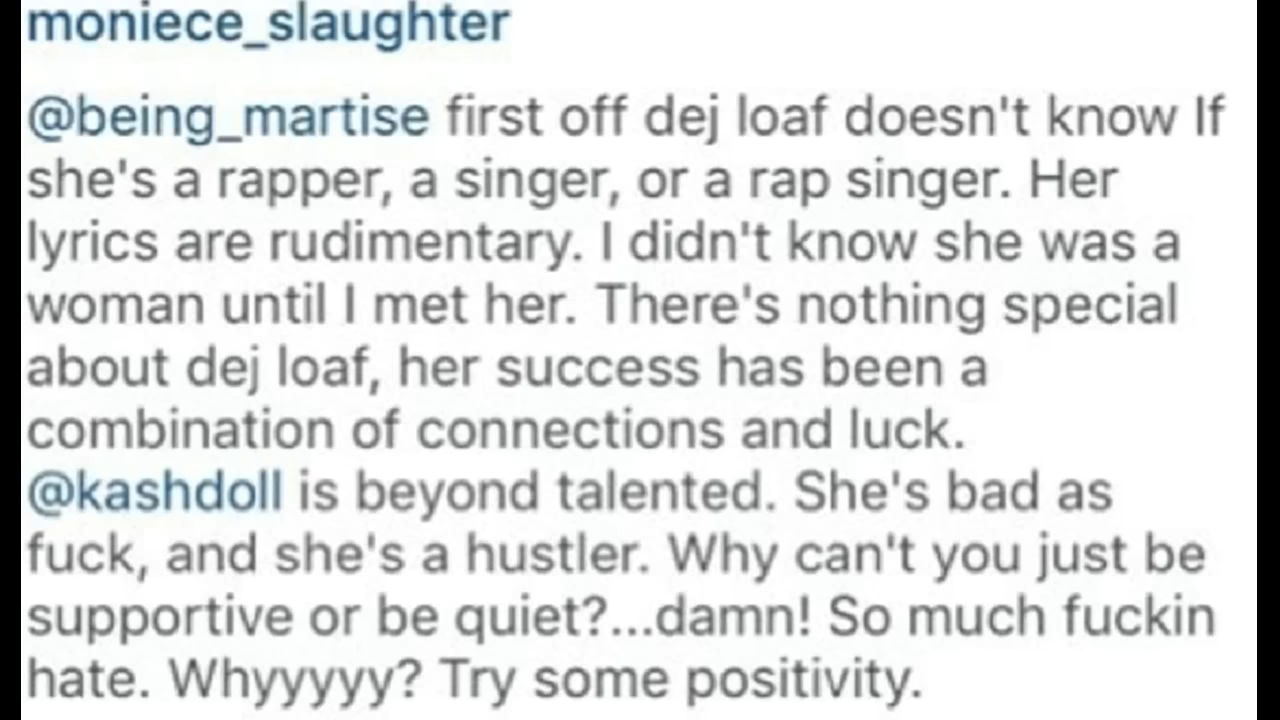 moniece_slaughter
@being_martise first off dej loaf doesn't know If
she's a rapper, a singer, or a rap singer. Her
lyrics are rudimentary. I didn't know she was a
woman until I met her. There's nothing special
about dej loaf, her success has been a
combination of connections and luck.
@kashdoll is beyond talented. She's bad as
fuck, and she's a hustler. Why can't you just be
supportive or be quiet?...damn! So much fuckin
hate. Whyyyyy? Try some positivity.